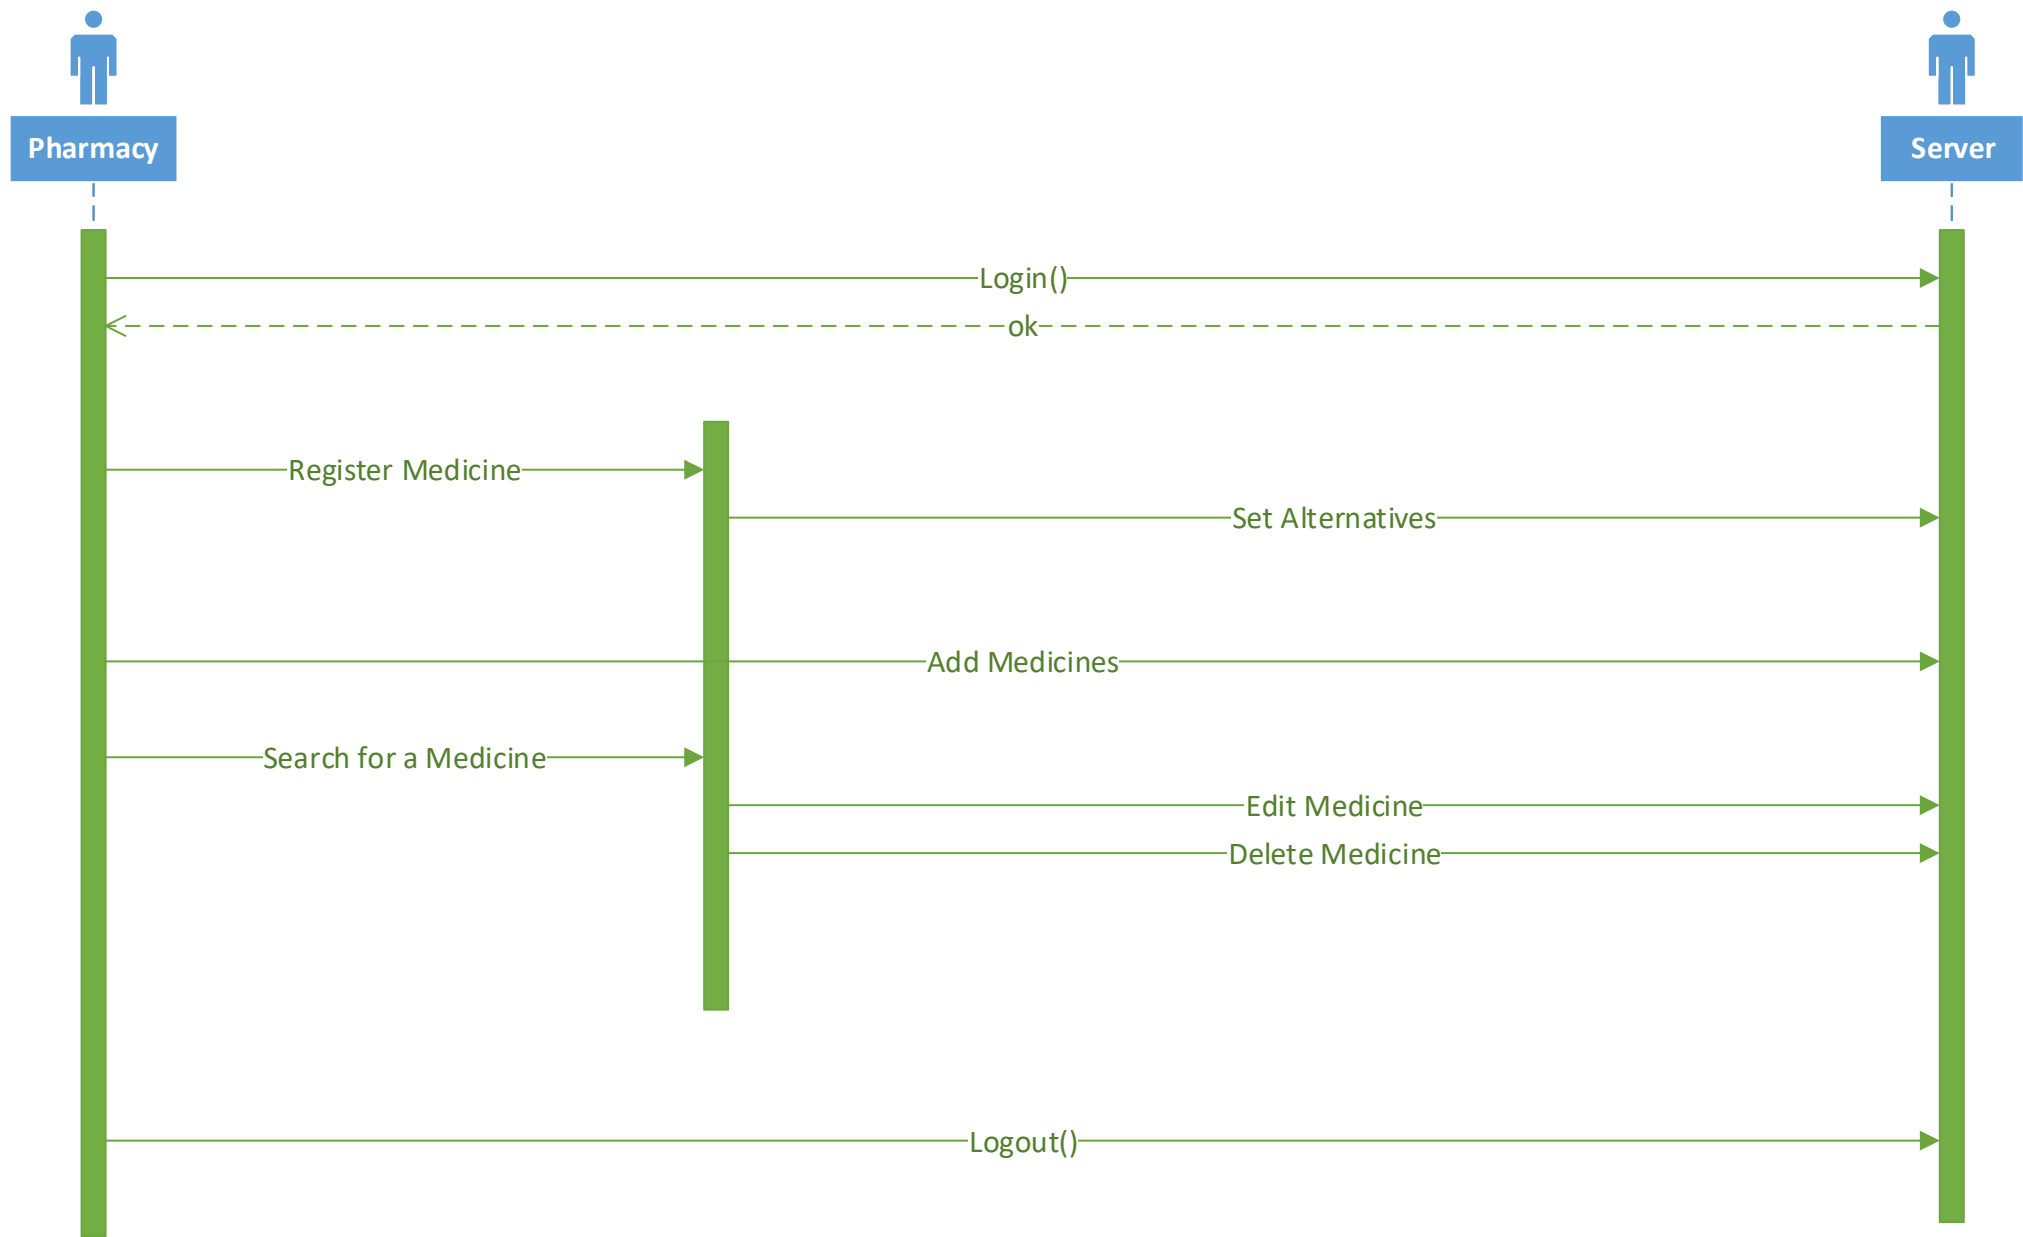 Pharmacy
Server
Login()
ok
Register Medicine
Set Alternatives
Add Medicines
Search for a Medicine
Edit Medicine
Delete Medicine
Logout()